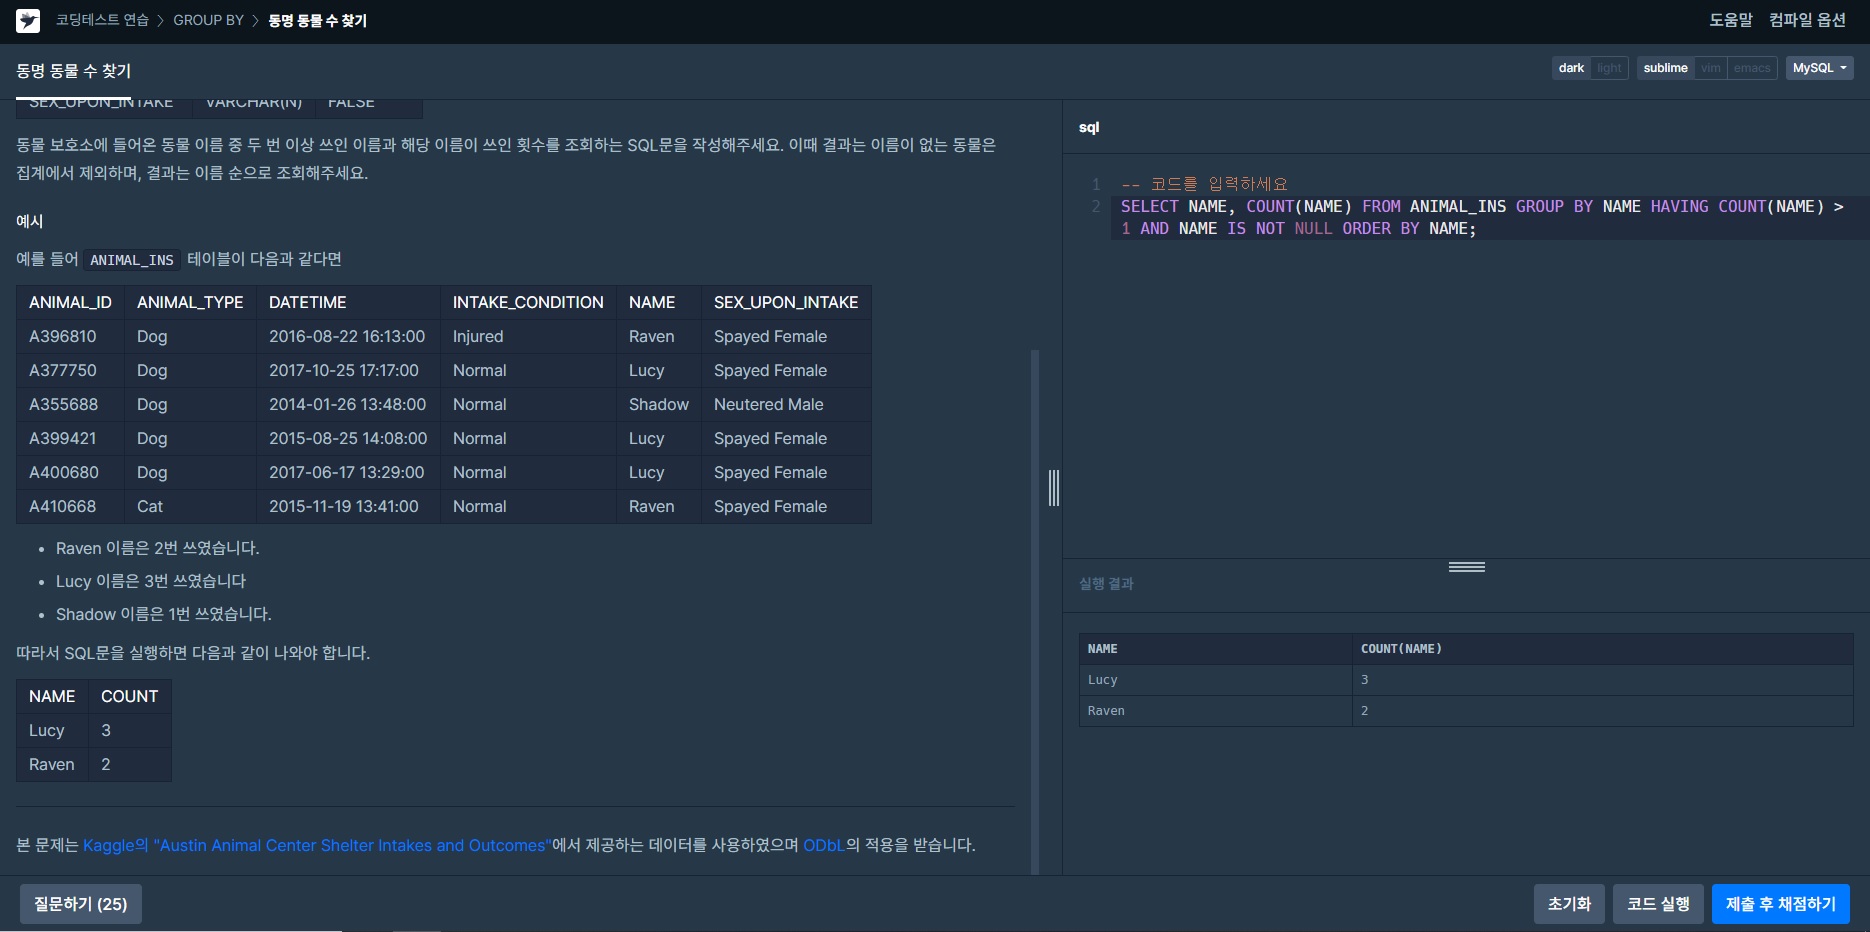 코딩테스트 연습 > GROUP BY > 동명 동물 수 찾기
도움말 컴파일 옵션
동명 동물 수 찾기
dark light sublime vim emacs MySQL
SEX_UPON_INTAKE VARCHAR(N) FALSE
동물 보호소에 들어온 동물 이름 중 두 번 이상 쓰인 이름과 해당 이름이 쓰인 횟수를 조회하는 SQL문을 작성해주세요. 이때 결과는 이름이 없는 동물은
집계에서 제외하며, 결과는 이름 순으로 조회해주세요.
예시
예를 들어 ANIMAL_INS 테이블이 다음과 같다면
ANIMAL_ID ANIMAL_TYPE DATETIME INTAKE_CONDITION NAME SEX_UPON_INTAKE
A396810 Dog 2016-08-22 16:13:00 Injured Raven Spayed Female
A377750 Dog 2017-10-25 17:17:00 Normal Lucy Spayed Female
A355688 Dog 2014-01-26 13:48:00 Normal Shadow Neutered Male
A399421 Dog 2015-08-25 14:08:00 Normal Lucy Spayed Female
A400680 Dog 2017-06-17 13:29:00 Normal Lucy Spayed Female
A410668 Cat 2015-11-19 13:41:00 Normal Raven Spayed Female
• Raven 이름은 2번 쓰였습니다.
• Lucy 이름은 3번 쓰였습니다
• Shadow 이름은 1번 쓰였습니다.
따라서 SQL문을 실행하면 다음과 같이 나와야 합니다.
NAME COUNT
Lucy 3
Raven 2
본 문제는 Kaggle의 "Austin Animal Center Shelter Intakes and Outcomes"에서 제공하는 데이터를 사용하였으며 ODbL의 적용을 받습니다.
sql
1 -- 코드를 입력하세요
2 SELECT NAME, COUNT(NAME) FROM ANIMAL_INS GROUP BY NAME HAVING COUNT(NAME) >
1 AND NAME IS NOT NULL ORDER BY NAME;
실행 결과
NAME COUNT(NAME)
Lucy 3
Raven 2
질문하기 (25)
초기화 코드 실행 제출 후 채점하기